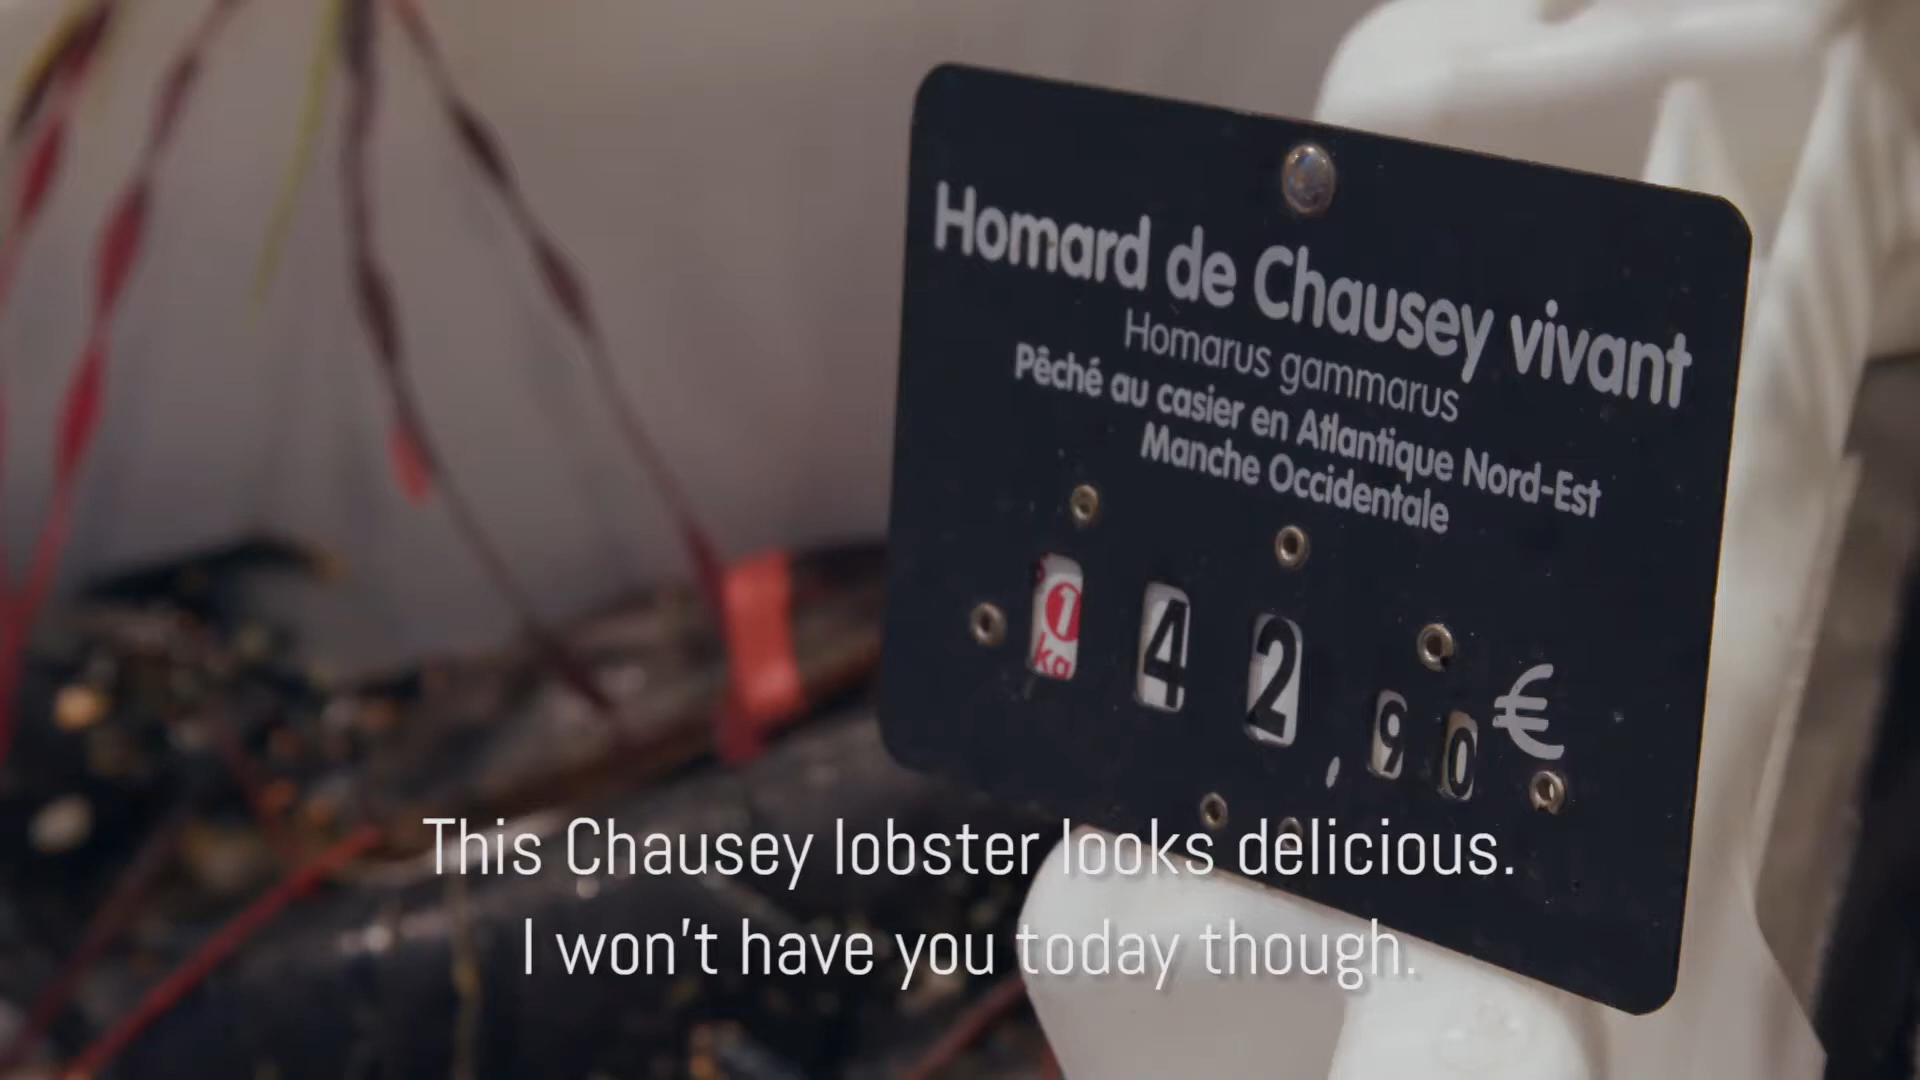 Homard de Chausey vivant
Homarus gammarus
Pêché au casier en Atlantique Nord-Est
Manche Occidentale
1 kg 42,90 €
This Chausey lobster looks delicious.
I won't have you today though.